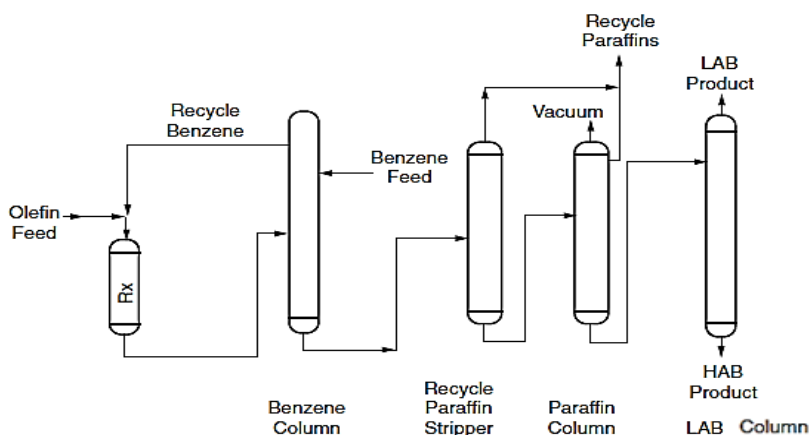 Recycle
Paraffins
LAB
Product
Recycle
Benzene
Vacuum
Benzene
Feed
Olefin
Feed
Rx
HAB
Product
Benzene
Column
Recycle
Paraffin
Stripper
Paraffin
Column
LAB Column